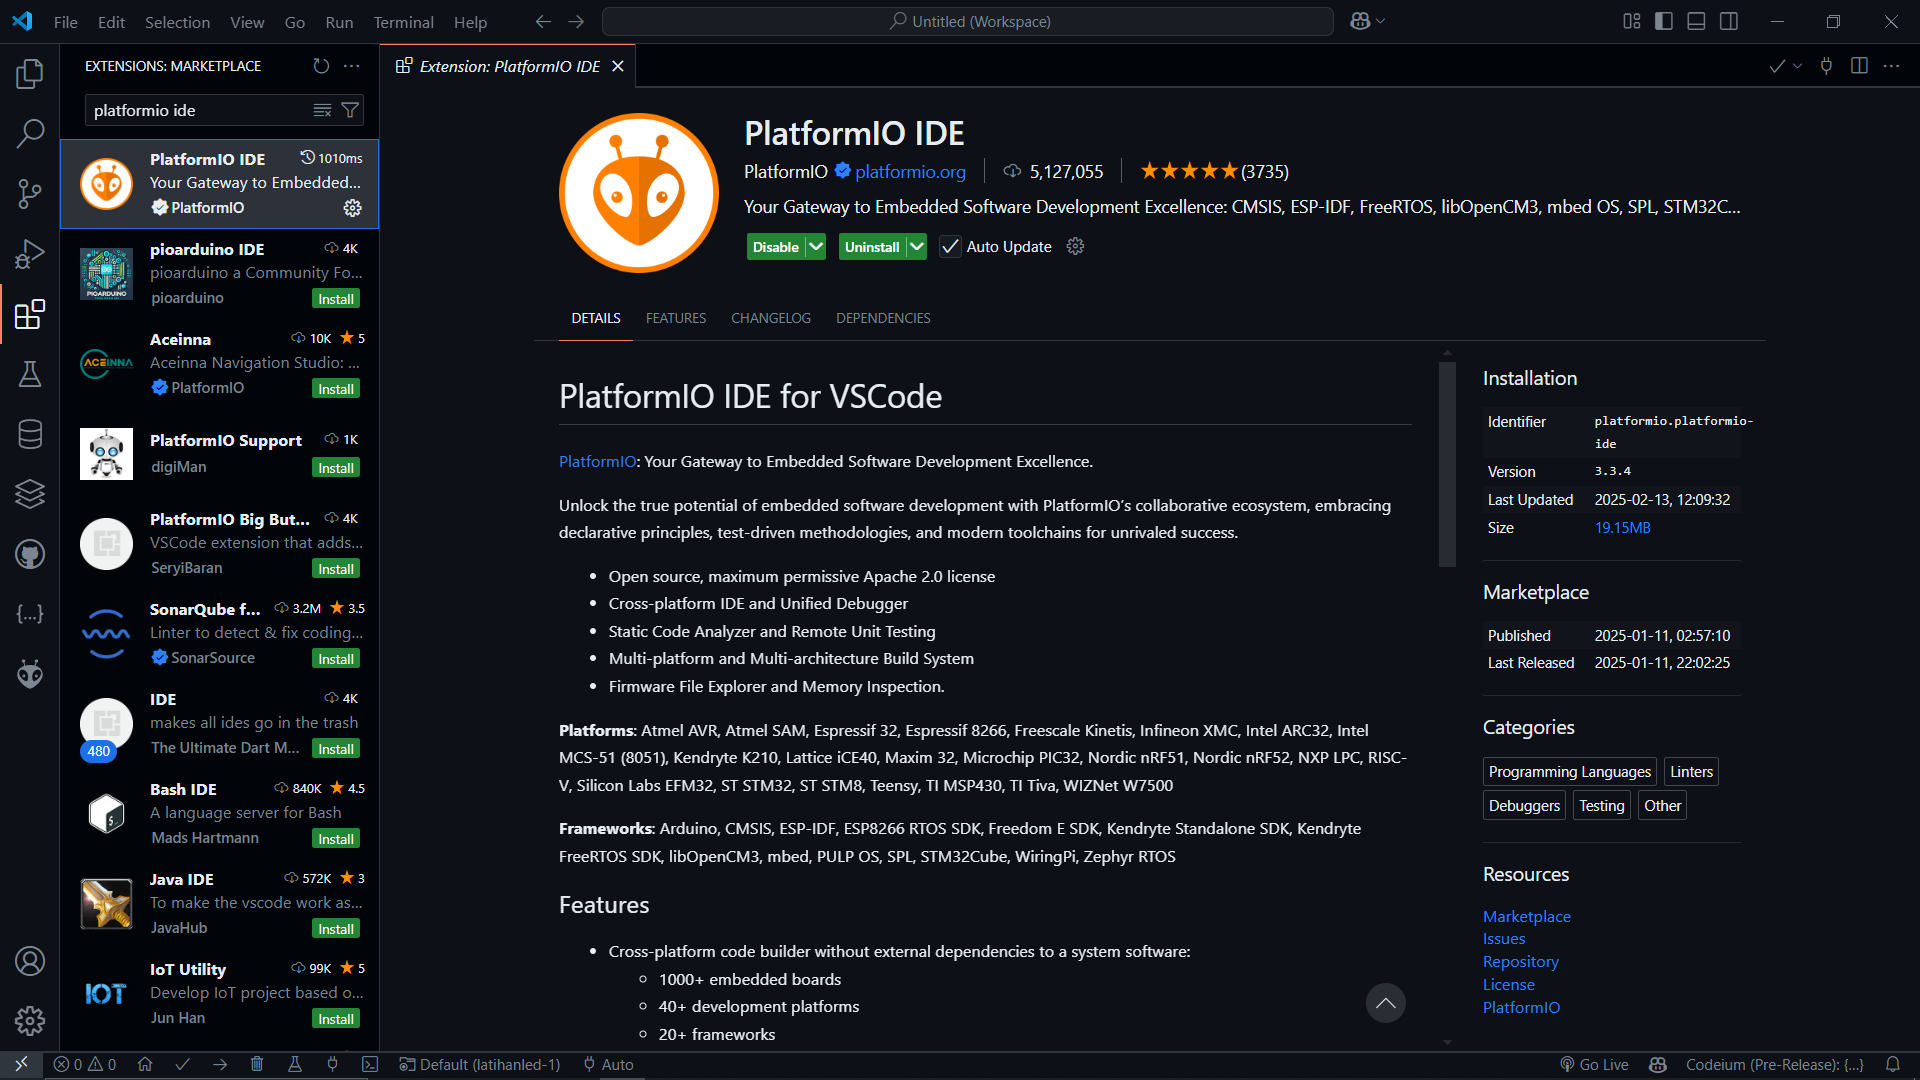 File Edit Selection View Go Run Terminal Help
Untitled (Workspace)
EXTENSIONS: MARKETPLACE
platformio ide
PlatformIO IDE 1010ms
Your Gateway to Embedded...
PlatformIO
pioarduino IDE 4K
pioarduino a Community Fo...
pioarduino Install
Aceinna 10K 5
Aceinna Navigation Studio: ...
PlatformIO Install
PlatformIO Support 1K
digiMan Install
PlatformIO Big But... 4K
VSCode extension that adds...
SeryiBaran Install
SonarQube f... 3.2M 3.5
Linter to detect & fix coding...
SonarSource Install
IDE 4K
makes all ides go in the trash
The Ultimate Dart M... Install
480
Bash IDE 840K 4.5
A language server for Bash
Mads Hartmann Install
Java IDE 572K 3
To make the vscode work as...
JavaHub Install
IoT Utility 99K 5
Develop IoT project based o...
Jun Han Install
PIOARDUINO
ACEINNA
IOT
Extension: PlatformIO IDE
PlatformIO IDE
PlatformIO platformio.org 5,127,055 (3735)
Your Gateway to Embedded Software Development Excellence: CMSIS, ESP-IDF, FreeRTOS, libOpenCM3, mbed OS, SPL, STM32C...
Disable Uninstall Auto Update
DETAILS FEATURES CHANGELOG DEPENDENCIES
PlatformIO IDE for VSCode
PlatformIO: Your Gateway to Embedded Software Development Excellence.
Unlock the true potential of embedded software development with PlatformIO's collaborative ecosystem, embracing
declarative principles, test-driven methodologies, and modern toolchains for unrivaled success.
• Open source, maximum permissive Apache 2.0 license
• Cross-platform IDE and Unified Debugger
• Static Code Analyzer and Remote Unit Testing
• Multi-platform and Multi-architecture Build System
• Firmware File Explorer and Memory Inspection.
Platforms: Atmel AVR, Atmel SAM, Espressif 32, Espressif 8266, Freescale Kinetis, Infineon XMC, Intel ARC32, Intel
MCS-51 (8051), Kendryte K210, Lattice iCE40, Maxim 32, Microchip PIC32, Nordic nRF51, Nordic nRF52, NXP LPC, RISC-
V, Silicon Labs EFM32, ST STM32, ST STM8, Teensy, TI MSP430, TI Tiva, WIZNet W7500
Frameworks: Arduino, CMSIS, ESP-IDF, ESP8266 RTOS SDK, Freedom E SDK, Kendryte Standalone SDK, Kendryte
FreeRTOS SDK, libOpenCM3, mbed, PULP OS, SPL, STM32Cube, WiringPi, Zephyr RTOS
Features
• Cross-platform code builder without external dependencies to a system software:
○ 1000+ embedded boards
○ 40+ development platforms
○ 20+ frameworks
Installation
Identifier platformio.platformio-
ide
Version 3.3.4
Last Updated 2025-02-13, 12:09:32
Size 19.15MB
Marketplace
Published 2025-01-11, 02:57:10
Last Released 2025-01-11, 22:02:25
Categories
Programming Languages Linters
Debuggers Testing Other
Resources
Marketplace
Issues
Repository
License
PlatformIO
0 0 Default (latihanled-1) Auto Go Live Codeium (Pre-Release): {...}